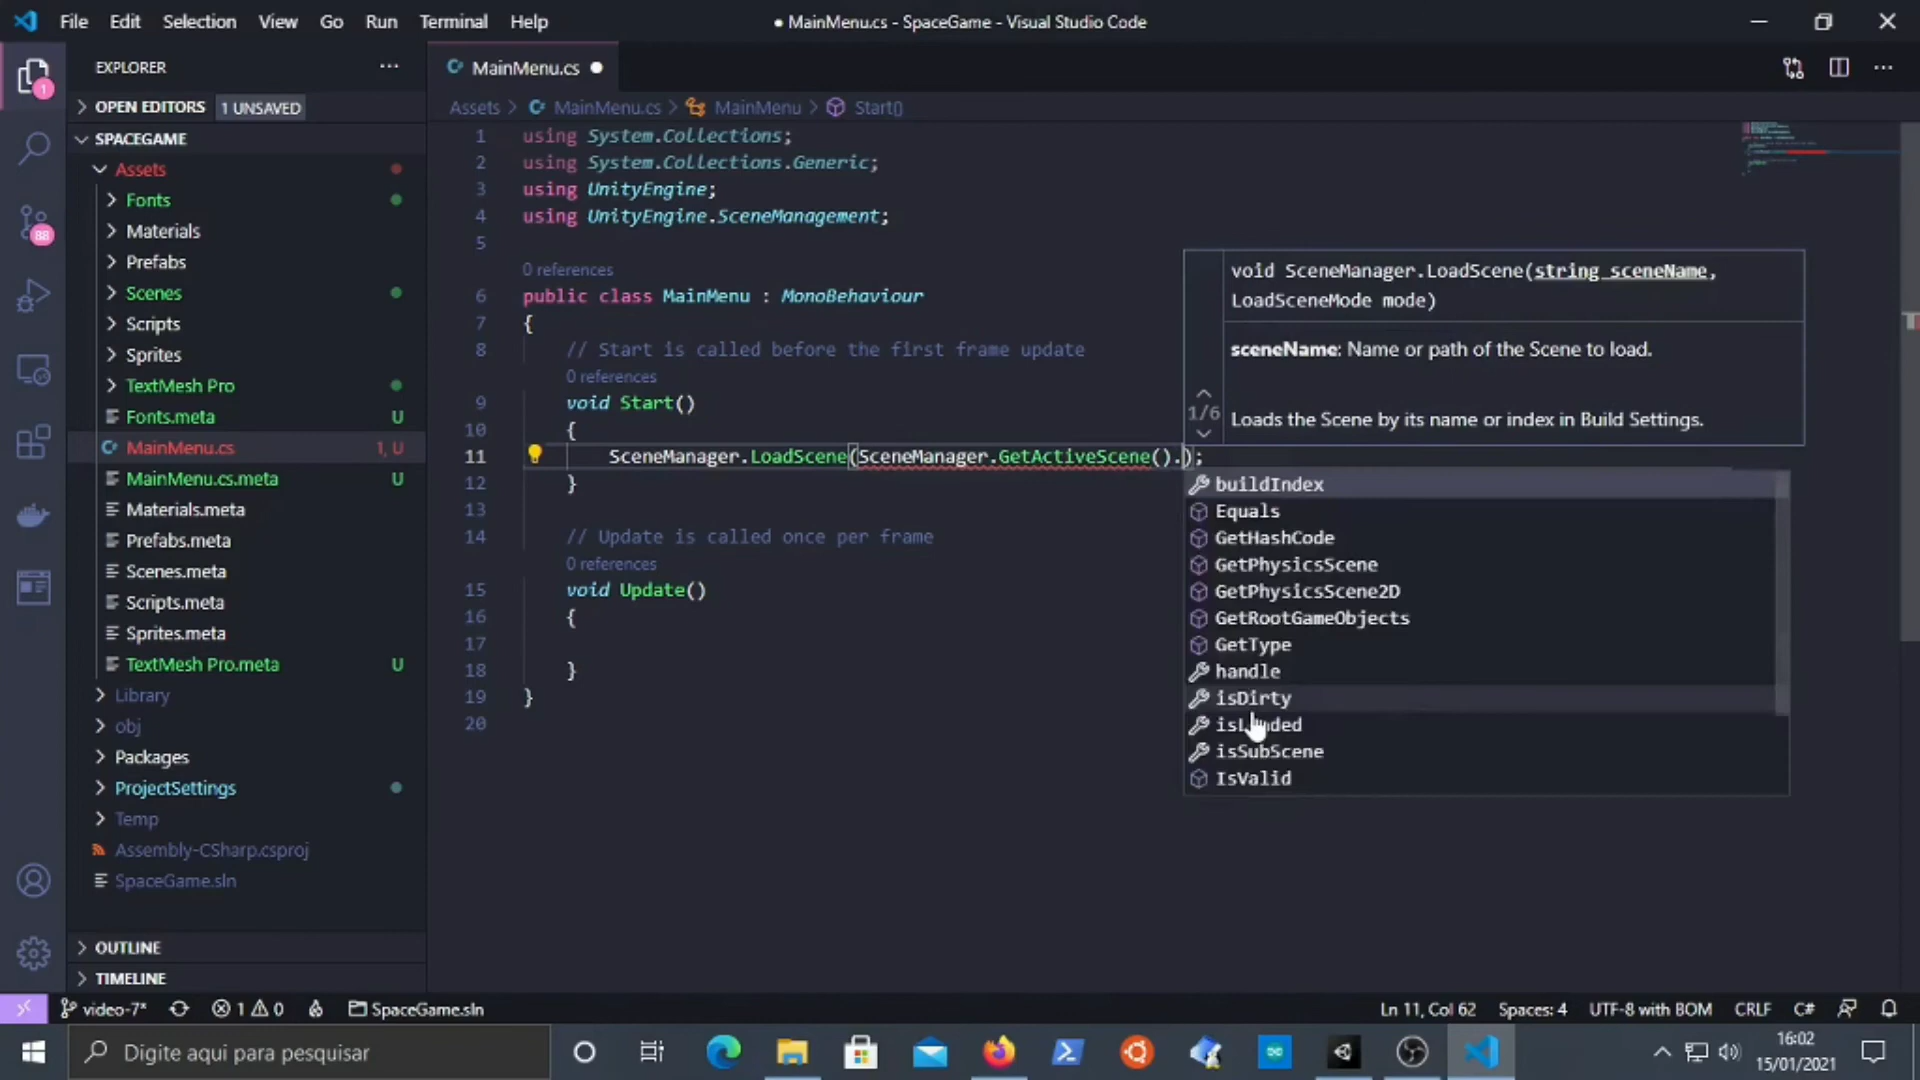 File Edit Selection View Go Run Terminal Help
● MainMenu.cs - SpaceGame - Visual Studio Code
EXPLORER
OPEN EDITORS 1 UNSAVED
SPACEGAME
Assets
Fonts
Materials
Prefabs
Scenes
Scripts
Sprites
TextMesh Pro
Fonts.meta U
MainMenu.cs 1, U
MainMenu.cs.meta U
Materials.meta
Prefabs.meta
Scenes.meta
Scripts.meta
Sprites.meta
TextMesh Pro.meta U
Library
obj
Packages
ProjectSettings
Temp
Assembly-CSharp.csproj
SpaceGame.sln
OUTLINE
TIMELINE
1
88
MainMenu.cs ●
Assets > MainMenu.cs > MainMenu > Start()
1 using System.Collections;
2 using System.Collections.Generic;
3 using UnityEngine;
4 using UnityEngine.SceneManagement;
5
0 references
6 public class MainMenu : MonoBehaviour
7 {
8 // Start is called before the first frame update
0 references
9 void Start()
10 {
11 SceneManager.LoadScene(SceneManager.GetActiveScene().);
12 }
13
14 // Update is called once per frame
0 references
15 void Update()
16 {
17
18 }
19 }
20
void SceneManager.LoadScene(string sceneName,
LoadSceneMode mode)
sceneName: Name or path of the Scene to load.
1/6
Loads the Scene by its name or index in Build Settings.
buildIndex
Equals
GetHashCode
GetPhysicsScene
GetPhysicsScene2D
GetRootGameObjects
GetType
handle
isDirty
isLoaded
isSubScene
IsValid
video-7* 1 0 SpaceGame.sln
Ln 11, Col 62 Spaces: 4 UTF-8 with BOM CRLF C#
Digite aqui para pesquisar
16:02
15/01/2021